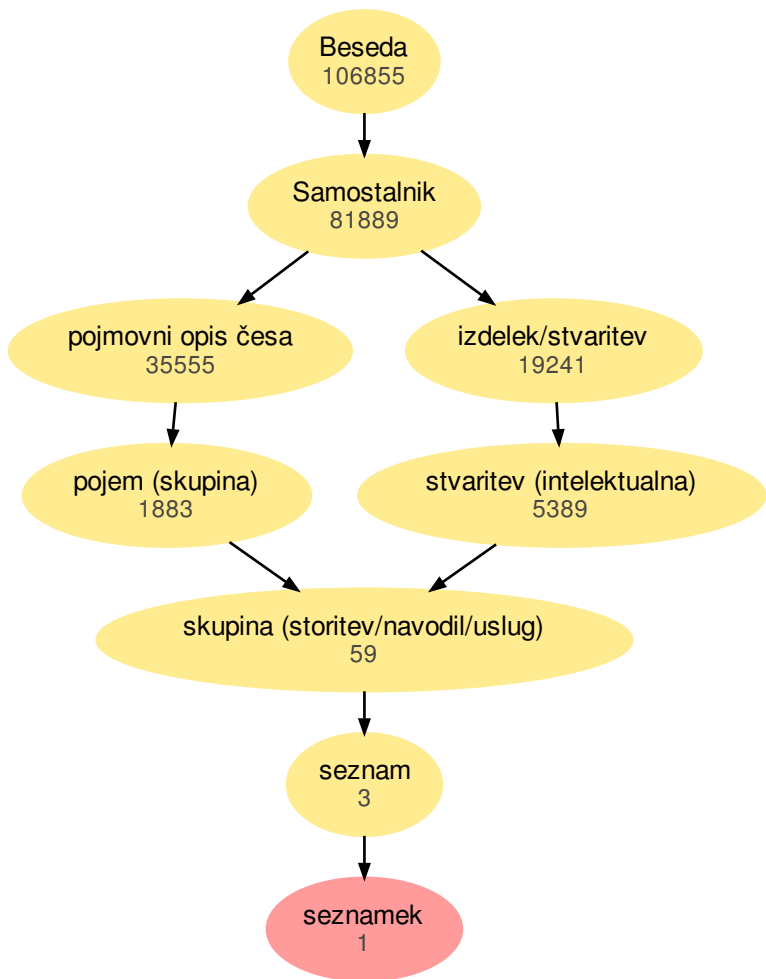 Beseda
106855
Samostalnik
81889
pojmovni opis česa
35555
izdelek/stvaritev
19241
pojem (skupina)
1883
stvaritev (intelektualna)
5389
skupina (storitev/navodil/uslug)
59
seznam
3
seznamek
1